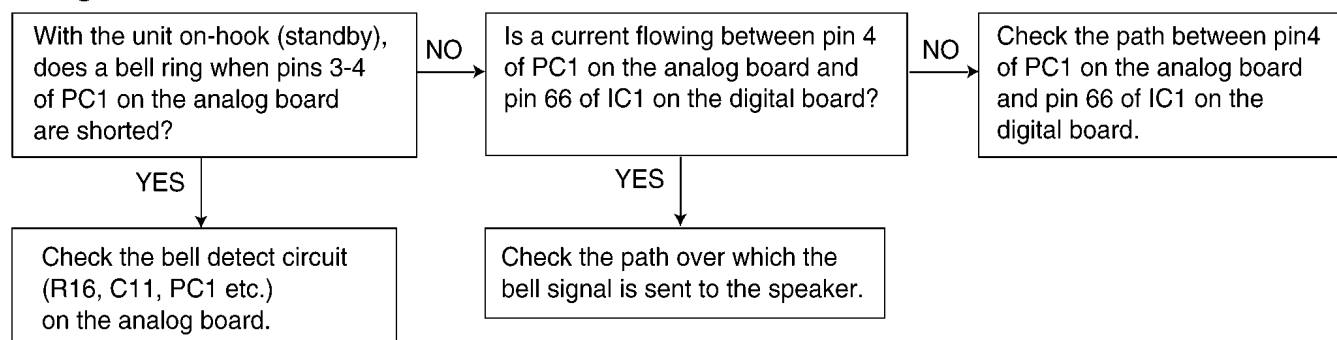 With the unit on-hook (standby),
does a bell ring when pins 3-4
of PC1 on the analog board
are shorted?
NO
Is a current flowing between pin 4
of PC1 on the analog board and
pin 66 of IC1 on the digital board?
NO
Check the path between pin4
of PC1 on the analog board
and pin 66 of IC1 on the
digital board.
YES
Check the bell detect circuit
(R16, C11, PC1 etc.)
on the analog board.
YES
Check the path over which the
bell signal is sent to the speaker.